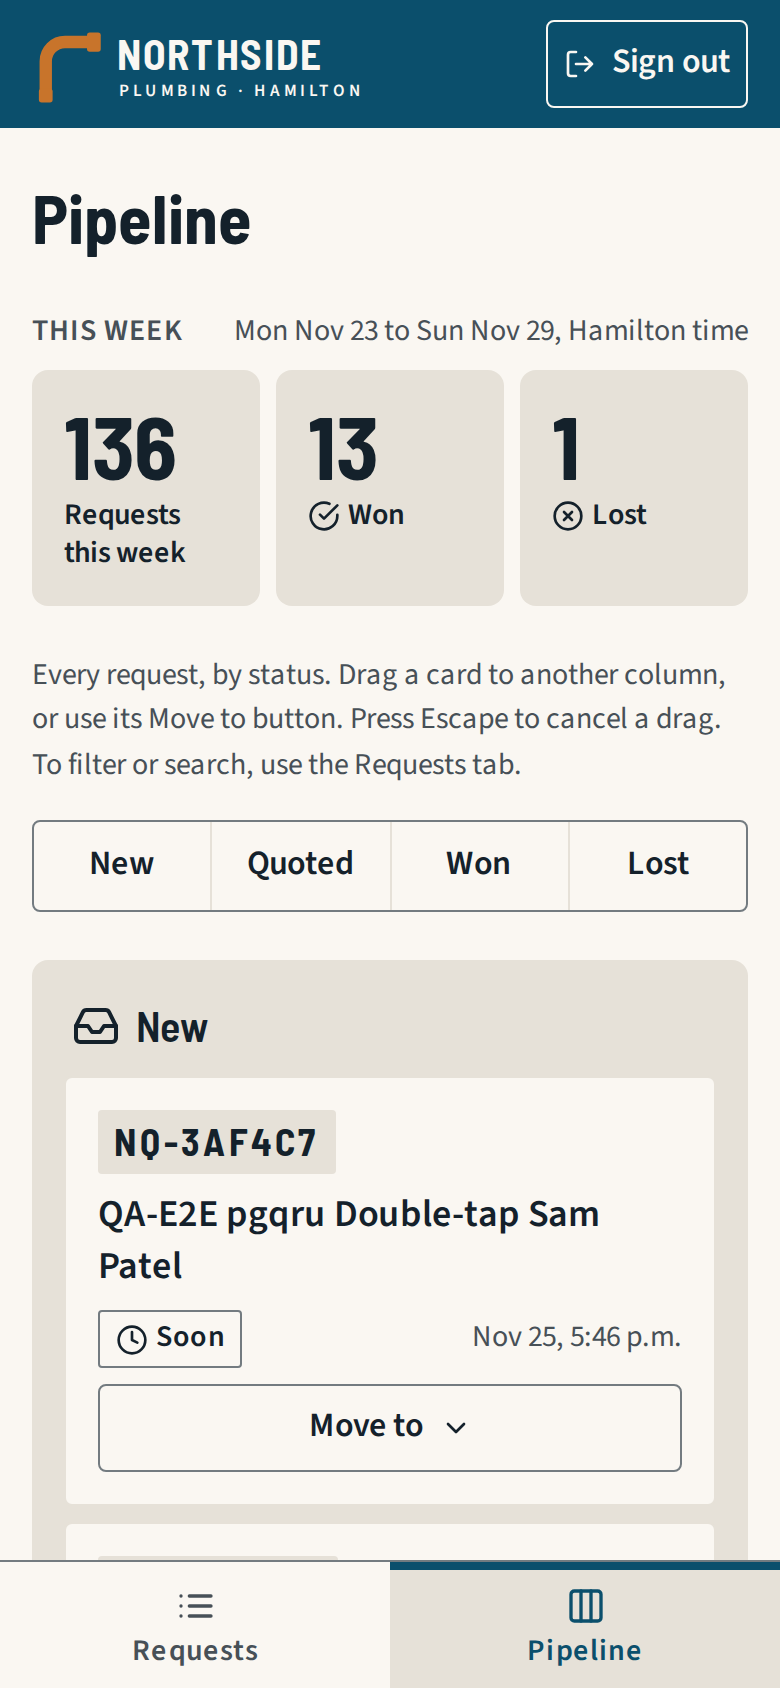 NORTHSIDE
PLUMBING · HAMILTON
Sign out
Pipeline
THIS WEEK
Mon Nov 23 to Sun Nov 29, Hamilton time
136
Requests
this week
13
Won
1
Lost
Every request, by status. Drag a card to another column,
or use its Move to button. Press Escape to cancel a drag.
To filter or search, use the Requests tab.
New
Quoted
Won
Lost
New
NQ-3AF4C7
QA-E2E pgqru Double-tap Sam
Patel
Soon
Nov 25, 5:46 p.m.
Move to
Requests
Pipeline